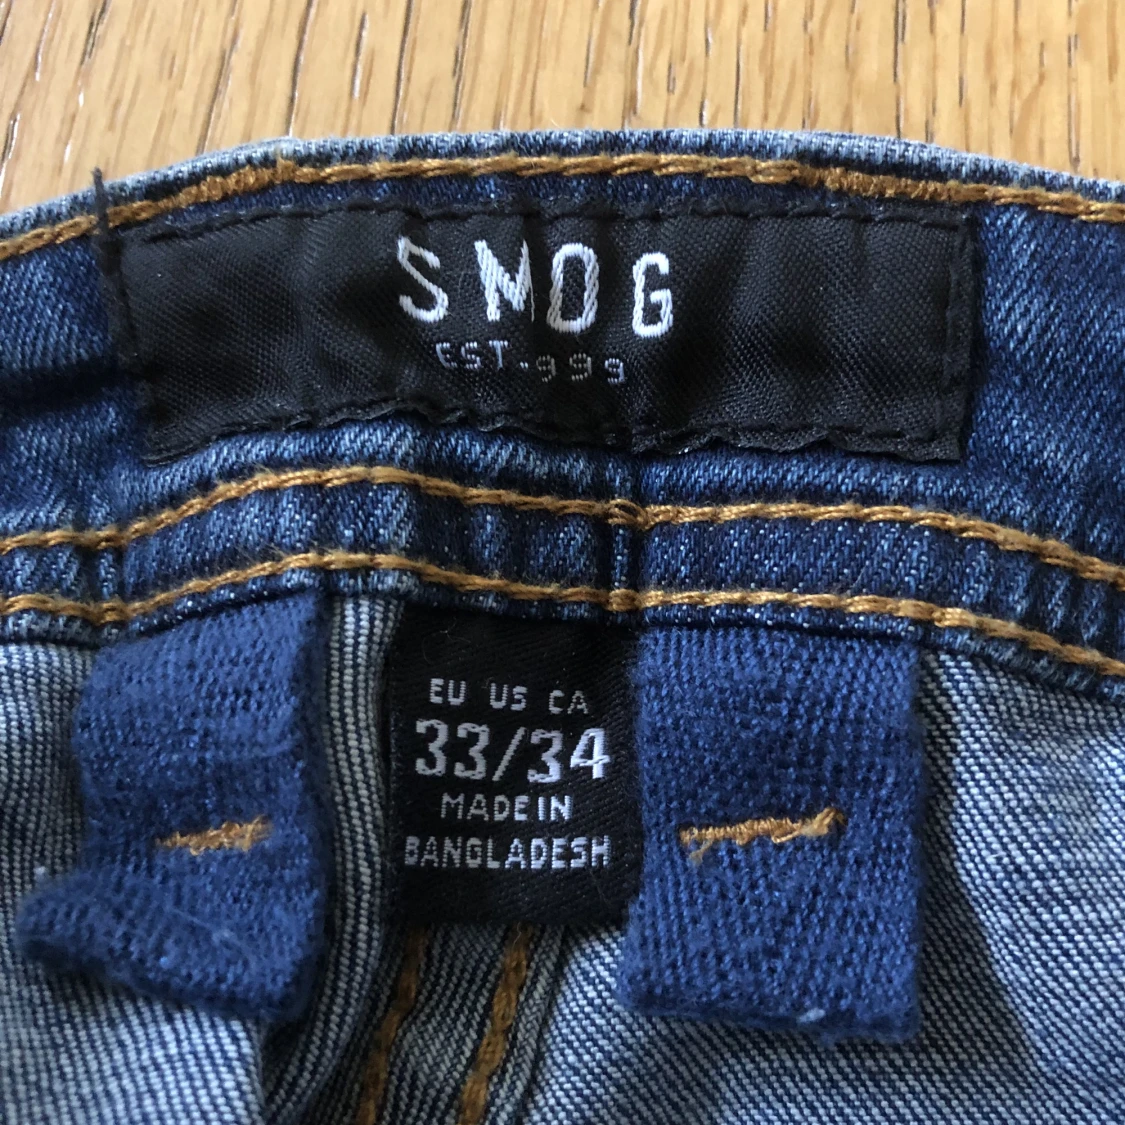 SMOG
EST.999
EU US CA
33/34
MADE IN
BANGLADESH